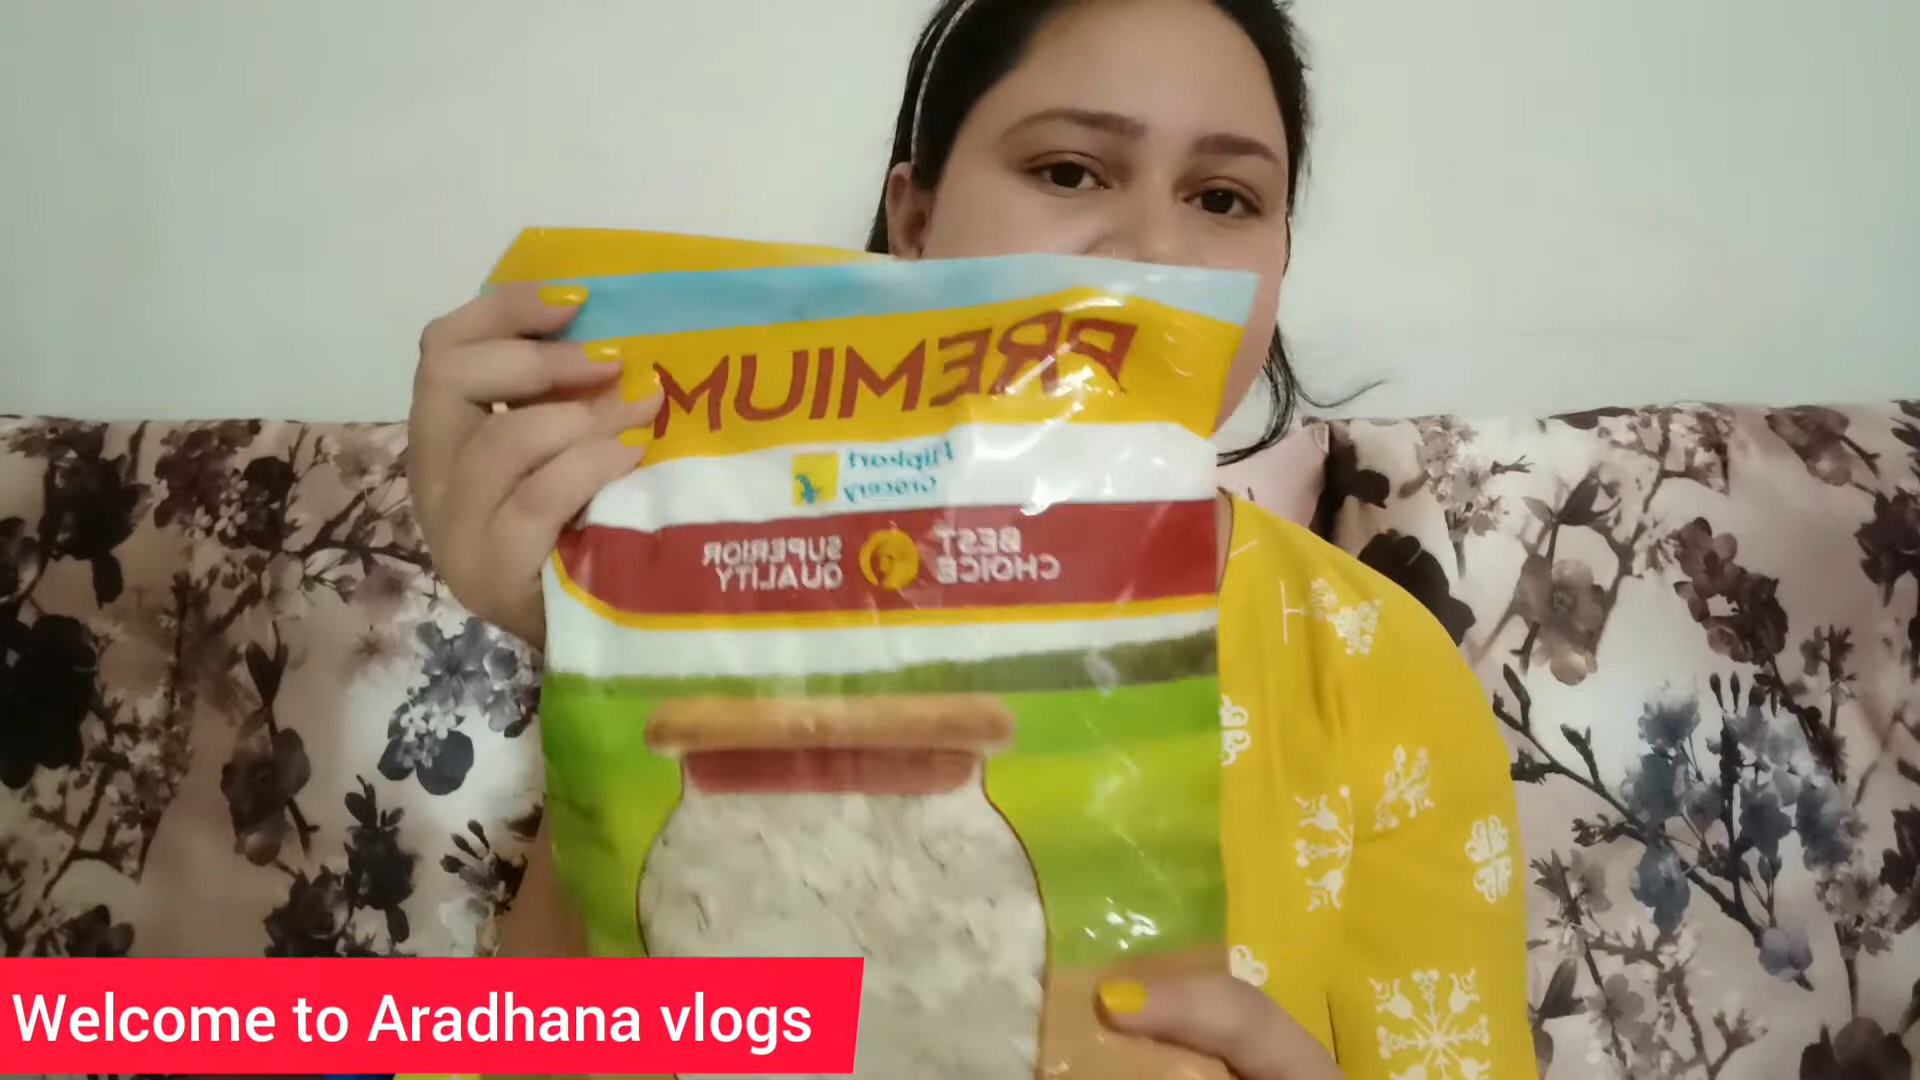 PREMIUM
Flipkart
Grocery
BEST
CHOICE
SUPERIOR
QUALITY
Welcome to Aradhana vlogs